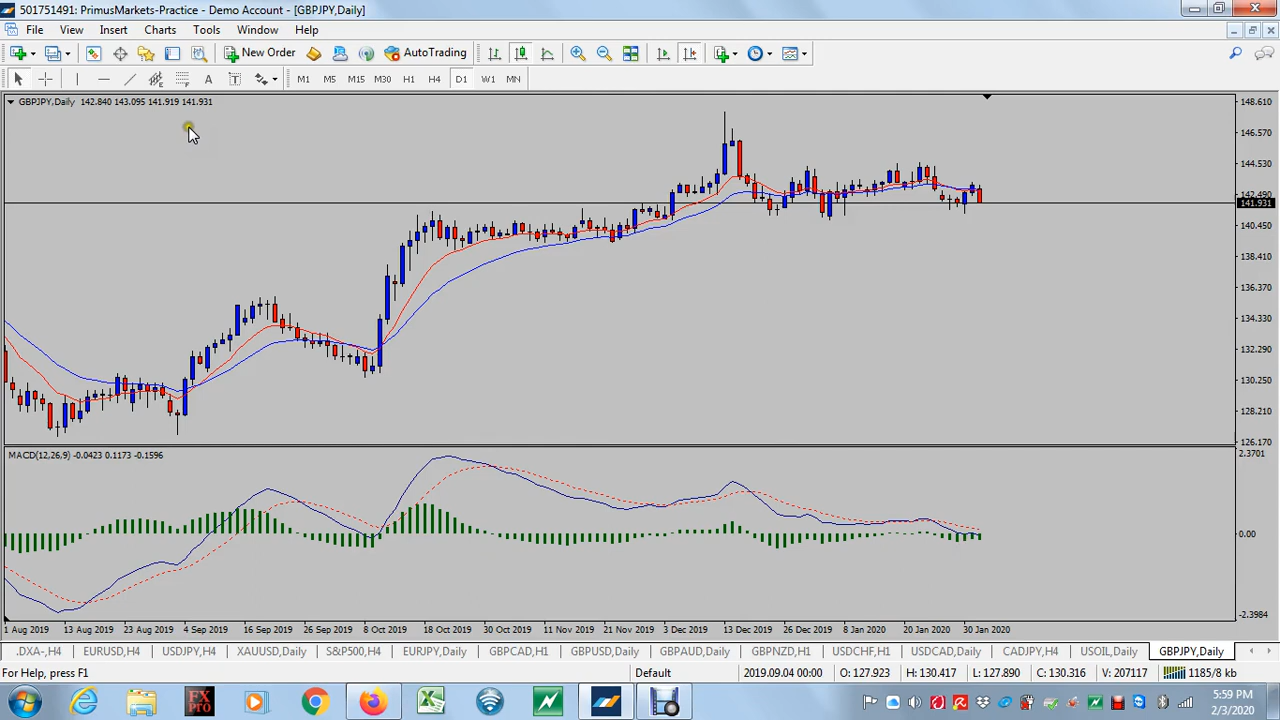 501751491: PrimusMarkets-Practice - Demo Account - [GBPJPY,Daily]
File View Insert Charts Tools Window Help
New Order AutoTrading
A T M1 M5 M15 M30 H1 H4 D1 W1 MN
GBPJPY,Daily 142.840 143.095 141.919 141.931
148.610
146.570
144.530
142.490
141.931
140.450
138.410
136.370
134.330
132.290
130.250
128.210
126.170
MACD(12,26,9) -0.0423 0.1173 -0.1596
2.3701
0.00
-2.3984
1 Aug 2019 13 Aug 2019 23 Aug 2019 4 Sep 2019 16 Sep 2019 26 Sep 2019 8 Oct 2019 18 Oct 2019 30 Oct 2019 11 Nov 2019 21 Nov 2019 3 Dec 2019 13 Dec 2019 26 Dec 2019 8 Jan 2020 20 Jan 2020 30 Jan 2020
.DXA-,H4 EURUSD,H4 USDJPY,H4 XAUUSD,Daily S&P500,H4 EURJPY,Daily GBPCAD,H1 GBPUSD,Daily GBPAUD,Daily GBPNZD,H1 USDCHF,H1 USDCAD,Daily CADJPY,H4 USOIL,Daily GBPJPY,Daily
For Help, press F1 Default 2019.09.04 00:00 O: 127.923 H: 130.417 L: 127.890 C: 130.316 V: 207117 1185/8 kb
FX PRO
5:59 PM
2/3/2020